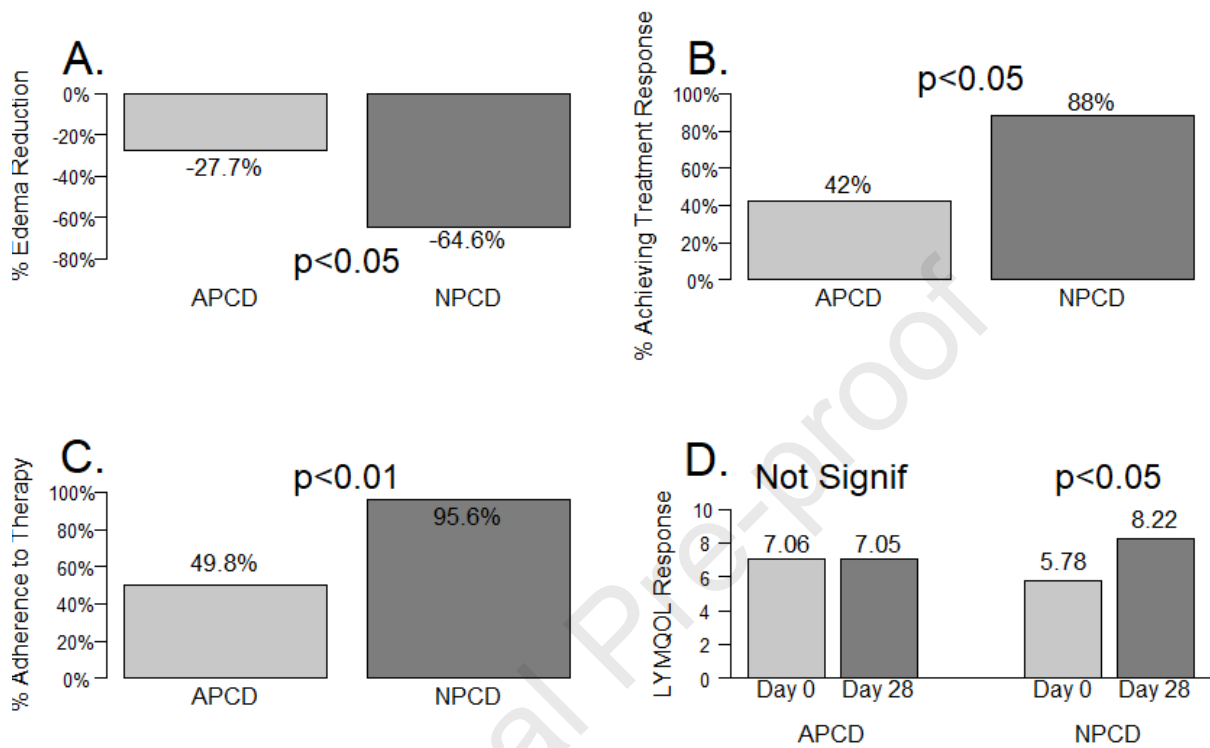 A.
% Edema Reduction
0%
-20%
-40%
-60%
-80%
-27.7%
-64.6%
p<0.05
APCD
NPCD
B.
p<0.05
% Achieving Treatment Response
100%
80%
60%
40%
20%
0%
42%
88%
APCD
NPCD
C.
p<0.01
% Adherence to Therapy
100%
80%
60%
40%
20%
0%
49.8%
95.6%
APCD
NPCD
D.
Not Signif
p<0.05
LYMQOL Response
10
8
6
4
2
0
7.06
7.05
5.78
8.22
Day 0
Day 28
Day 0
Day 28
APCD
NPCD
al Pre-proof